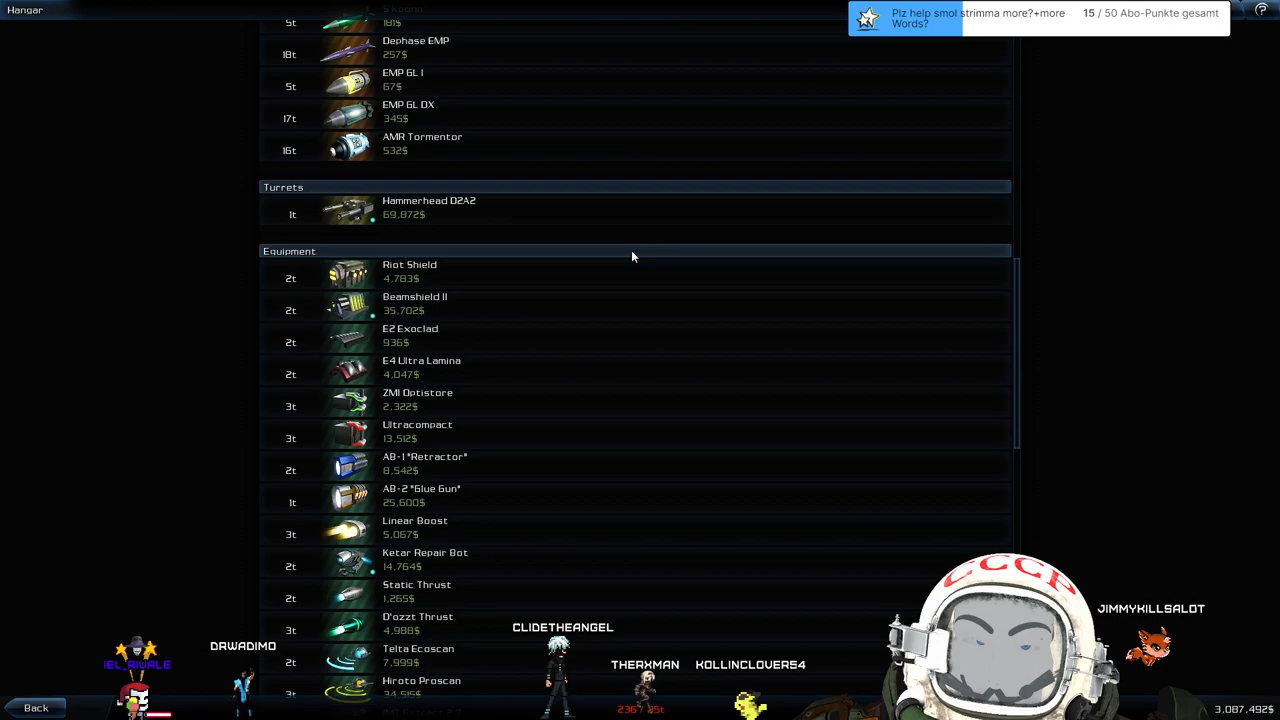 Hangar
Plz help smol strimma more?+more
Words?
15 / 50 Abo-Punkte gesamt
5t 181$
Dephase EMP
18t 257$
EMP GL I
5t 67$
EMP GL DX
17t 345$
AMR Tormentor
16t 532$
Turrets
Hammerhead D2A2
1t 69,872$
Equipment
Riot Shield
2t 4,783$
Beamshield II
2t 35,702$
E2 Exoclad
2t 936$
E4 Ultra Lamina
2t 4,047$
ZMI Optistore
3t 2,322$
Ultracompact
3t 13,512$
AB-1 "Retractor"
2t 8,542$
AB-2 "Glue Gun"
1t 25,600$
Linear Boost
3t 5,067$
Ketar Repair Bot
2t 14,764$
Static Thrust
2t 1,265$
D'ozzt Thrust
3t 4,988$
Telta Ecoscan
2t 7,999$
Hiroto Proscan
3t 34,515$
CCCP
JIMMYKILLSALOT
CLIDETHEANGEL
DRWADIMO
IEL_RIVALE
THERXMAN
KOLLINCLOVERS4
Back
3.087,492$